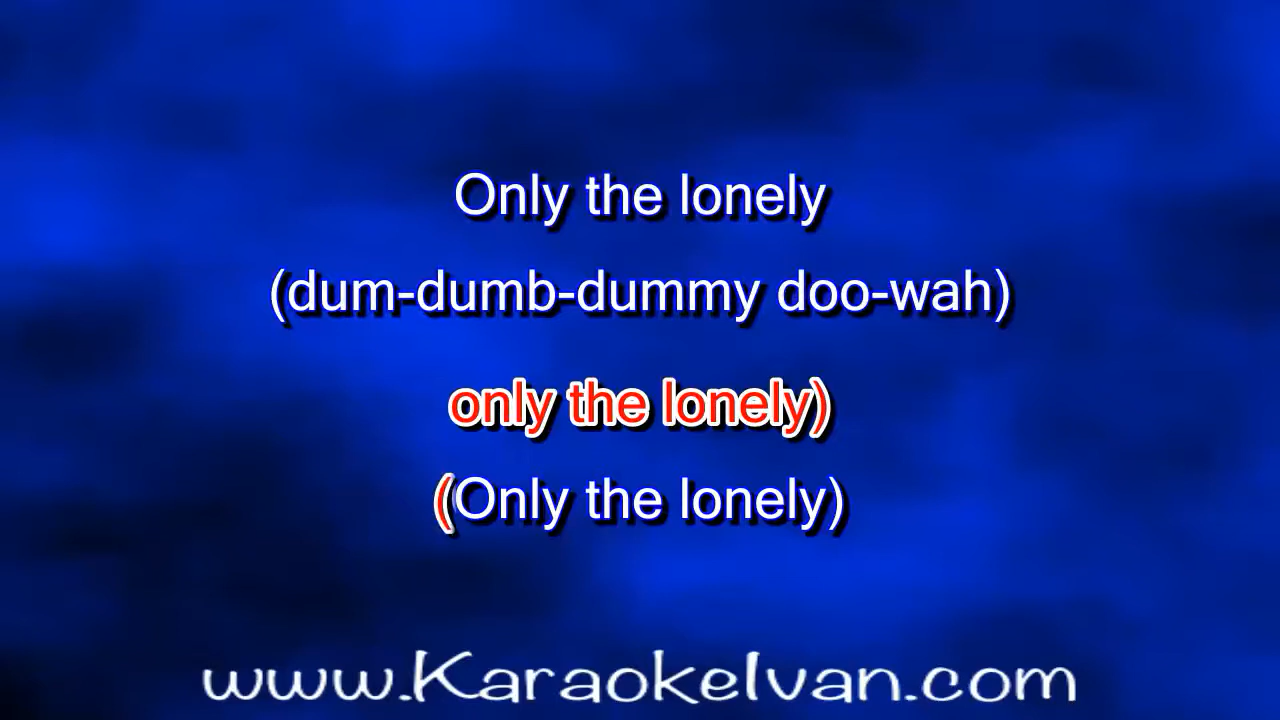 Only the lonely
(dum-dumb-dummy doo-wah)
only the lonely)
(Only the lonely)
www.KaraokeIvan.com